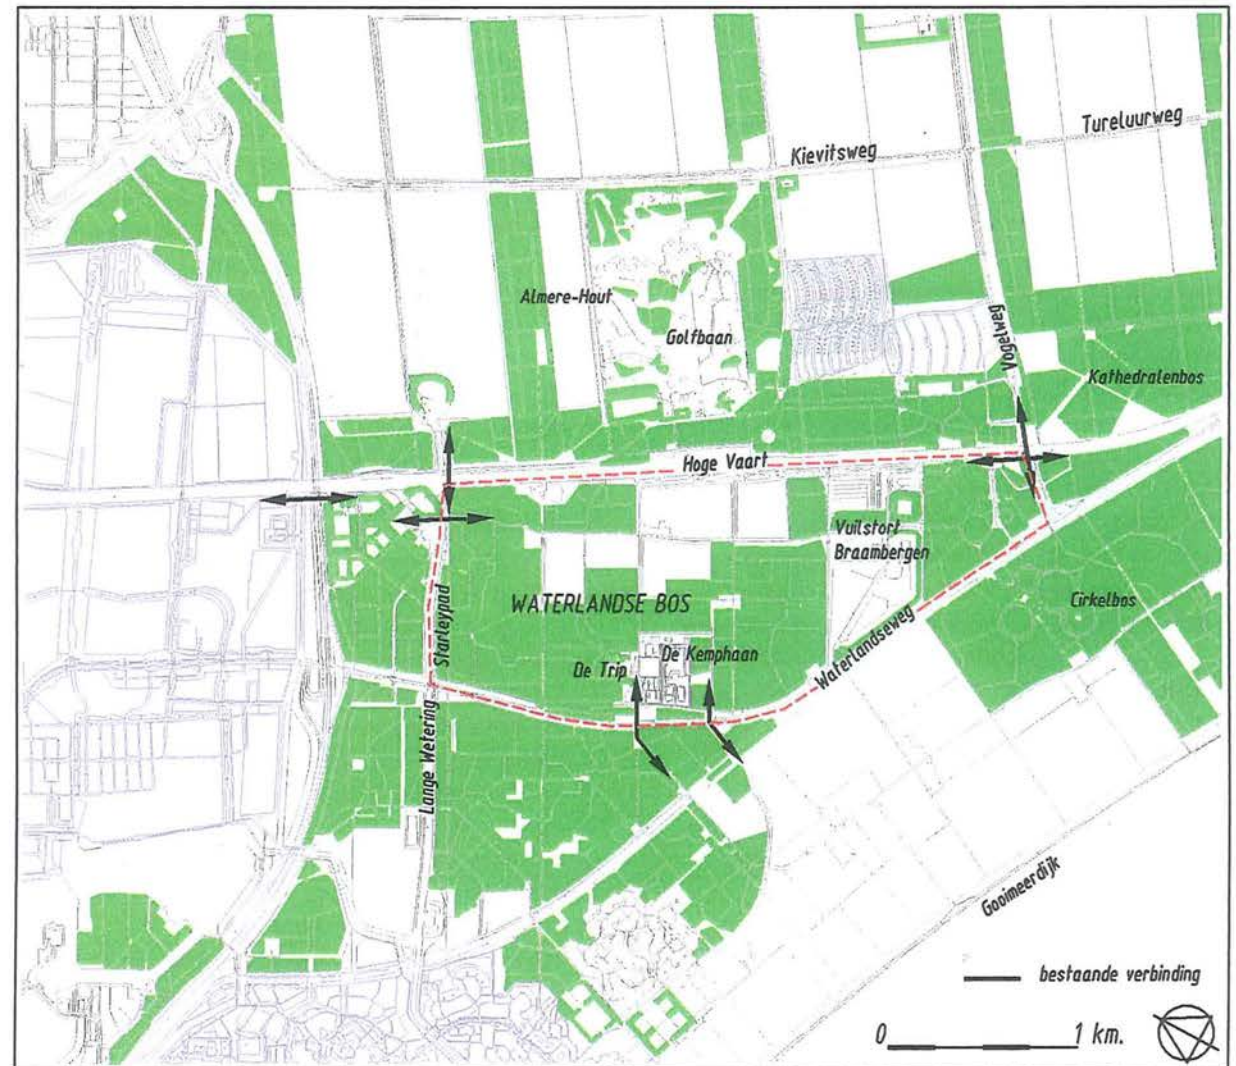 Tureluurweg
Kievitsweg
Almere-Hout
Golfbaan
Vogelweg
Kathedralenbos
Hoge Vaart
Vuilstort
Braambergen
WATERLANDSE BOS
Cirkelbos
Starleypad
De Trip
De Kemphaan
Waterlandseweg
Lange Wetering
Gooimeerdijk
bestaande verbinding
0 1 km.